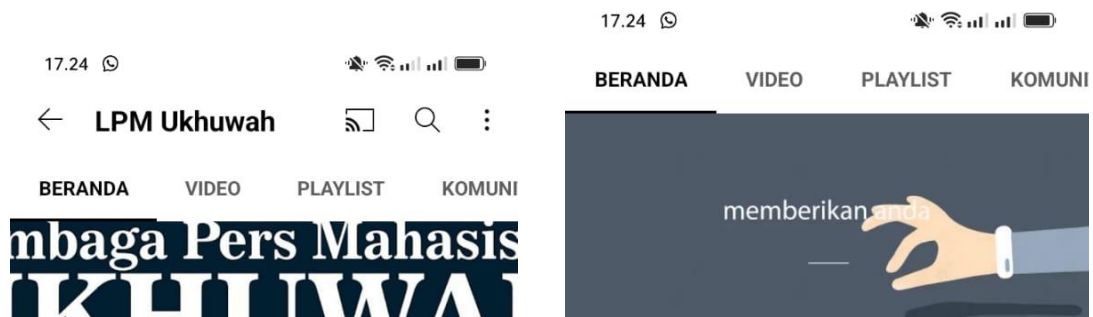 17.24
LPM Ukhuwah
BERANDA VIDEO PLAYLIST KOMUNI
mbaga Pers Mahasis
KHUWA
17.24
BERANDA VIDEO PLAYLIST KOMUNI
memberikan anda